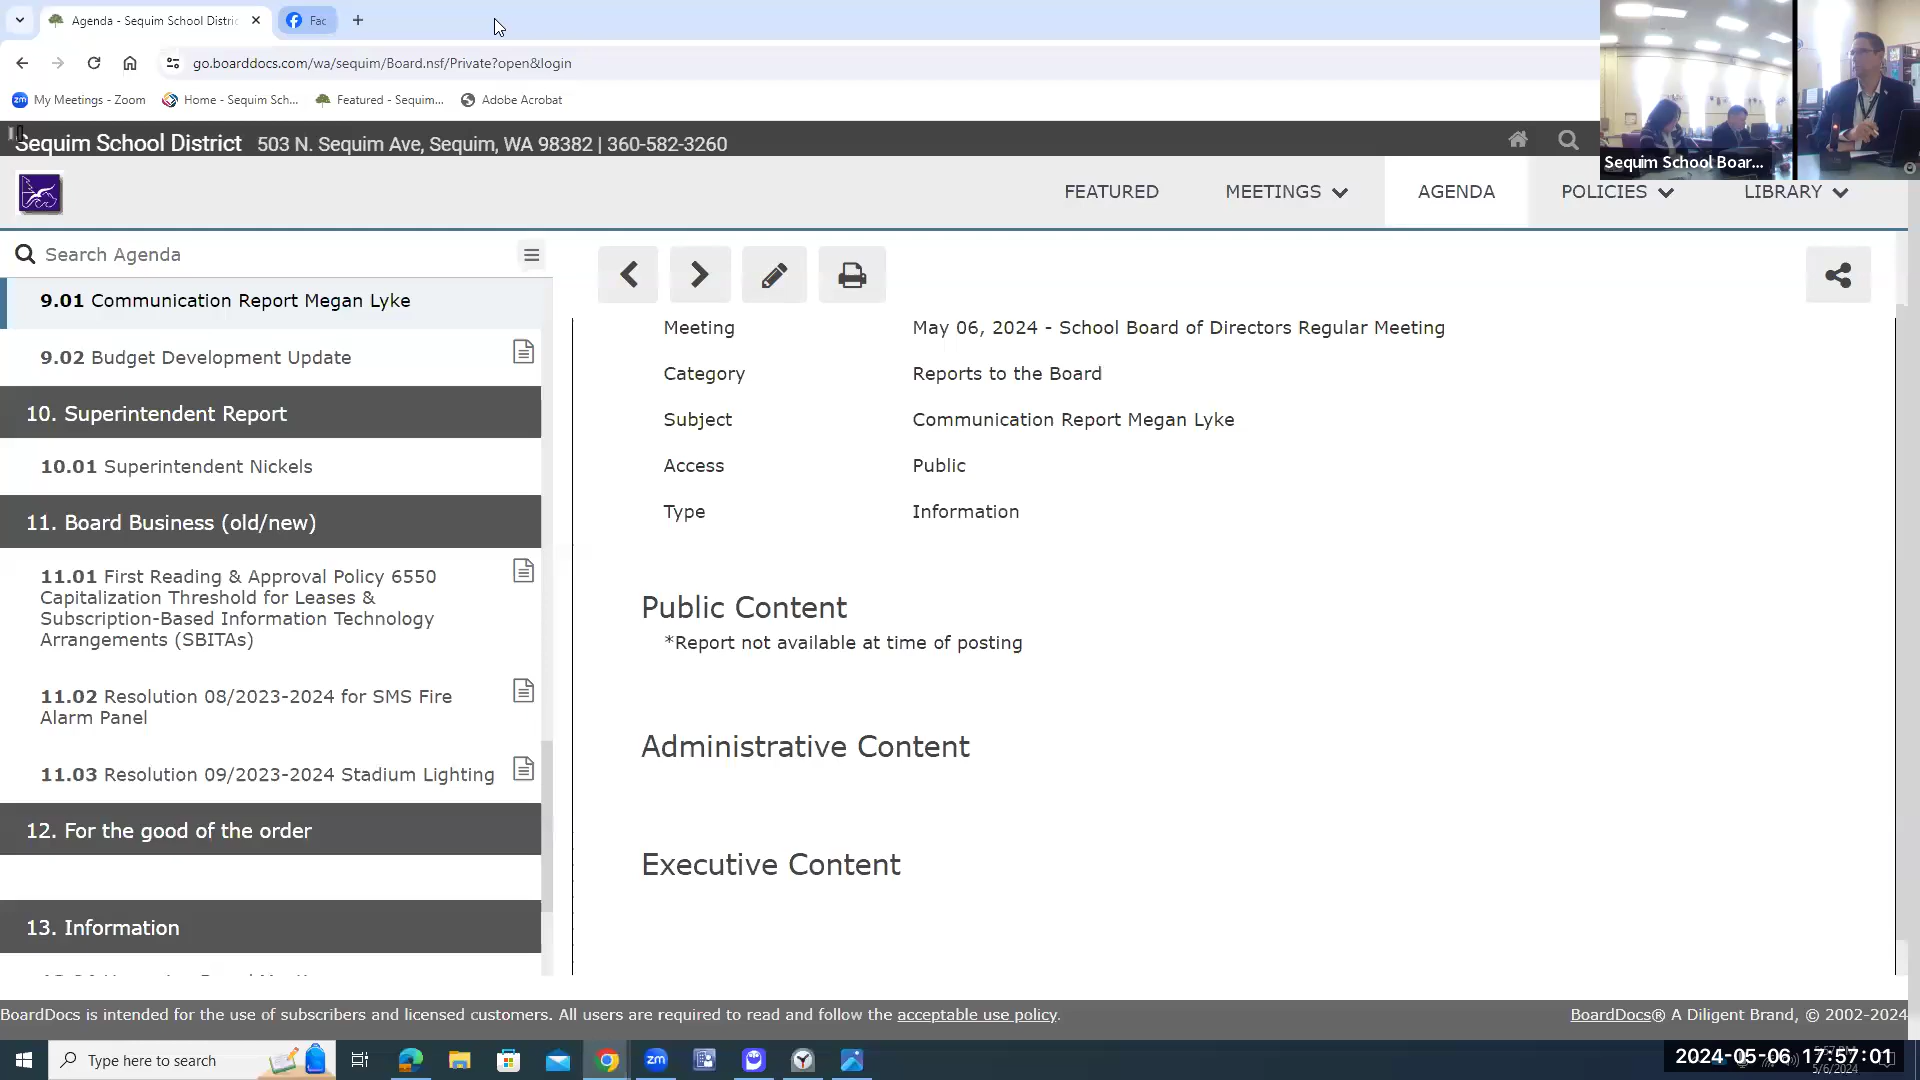 Agenda - Sequim School Distri
Fac
go.boarddocs.com/wa/sequim/Board.nsf/Private?open&login
My Meetings - Zoom
Home - Sequim Sch...
Featured - Sequim...
Adobe Acrobat
Sequim School District 503 N. Sequim Ave, Sequim, WA 98382 | 360-582-3260
Sequim School Boar...
FEATURED
MEETINGS
AGENDA
POLICIES
LIBRARY
Search Agenda
9.01 Communication Report Megan Lyke
9.02 Budget Development Update
10. Superintendent Report
10.01 Superintendent Nickels
11. Board Business (old/new)
11.01 First Reading & Approval Policy 6550
Capitalization Threshold for Leases &
Subscription-Based Information Technology
Arrangements (SBITAs)
11.02 Resolution 08/2023-2024 for SMS Fire
Alarm Panel
11.03 Resolution 09/2023-2024 Stadium Lighting
12. For the good of the order
13. Information
Meeting May 06, 2024 - School Board of Directors Regular Meeting
Category Reports to the Board
Subject Communication Report Megan Lyke
Access Public
Type Information
Public Content
*Report not available at time of posting
Administrative Content
Executive Content
BoardDocs is intended for the use of subscribers and licensed customers. All users are required to read and follow the acceptable use policy.
BoardDocs® A Diligent Brand, © 2002-2024
Type here to search
zm
2024-05-06 17:57:01
5/6/2024